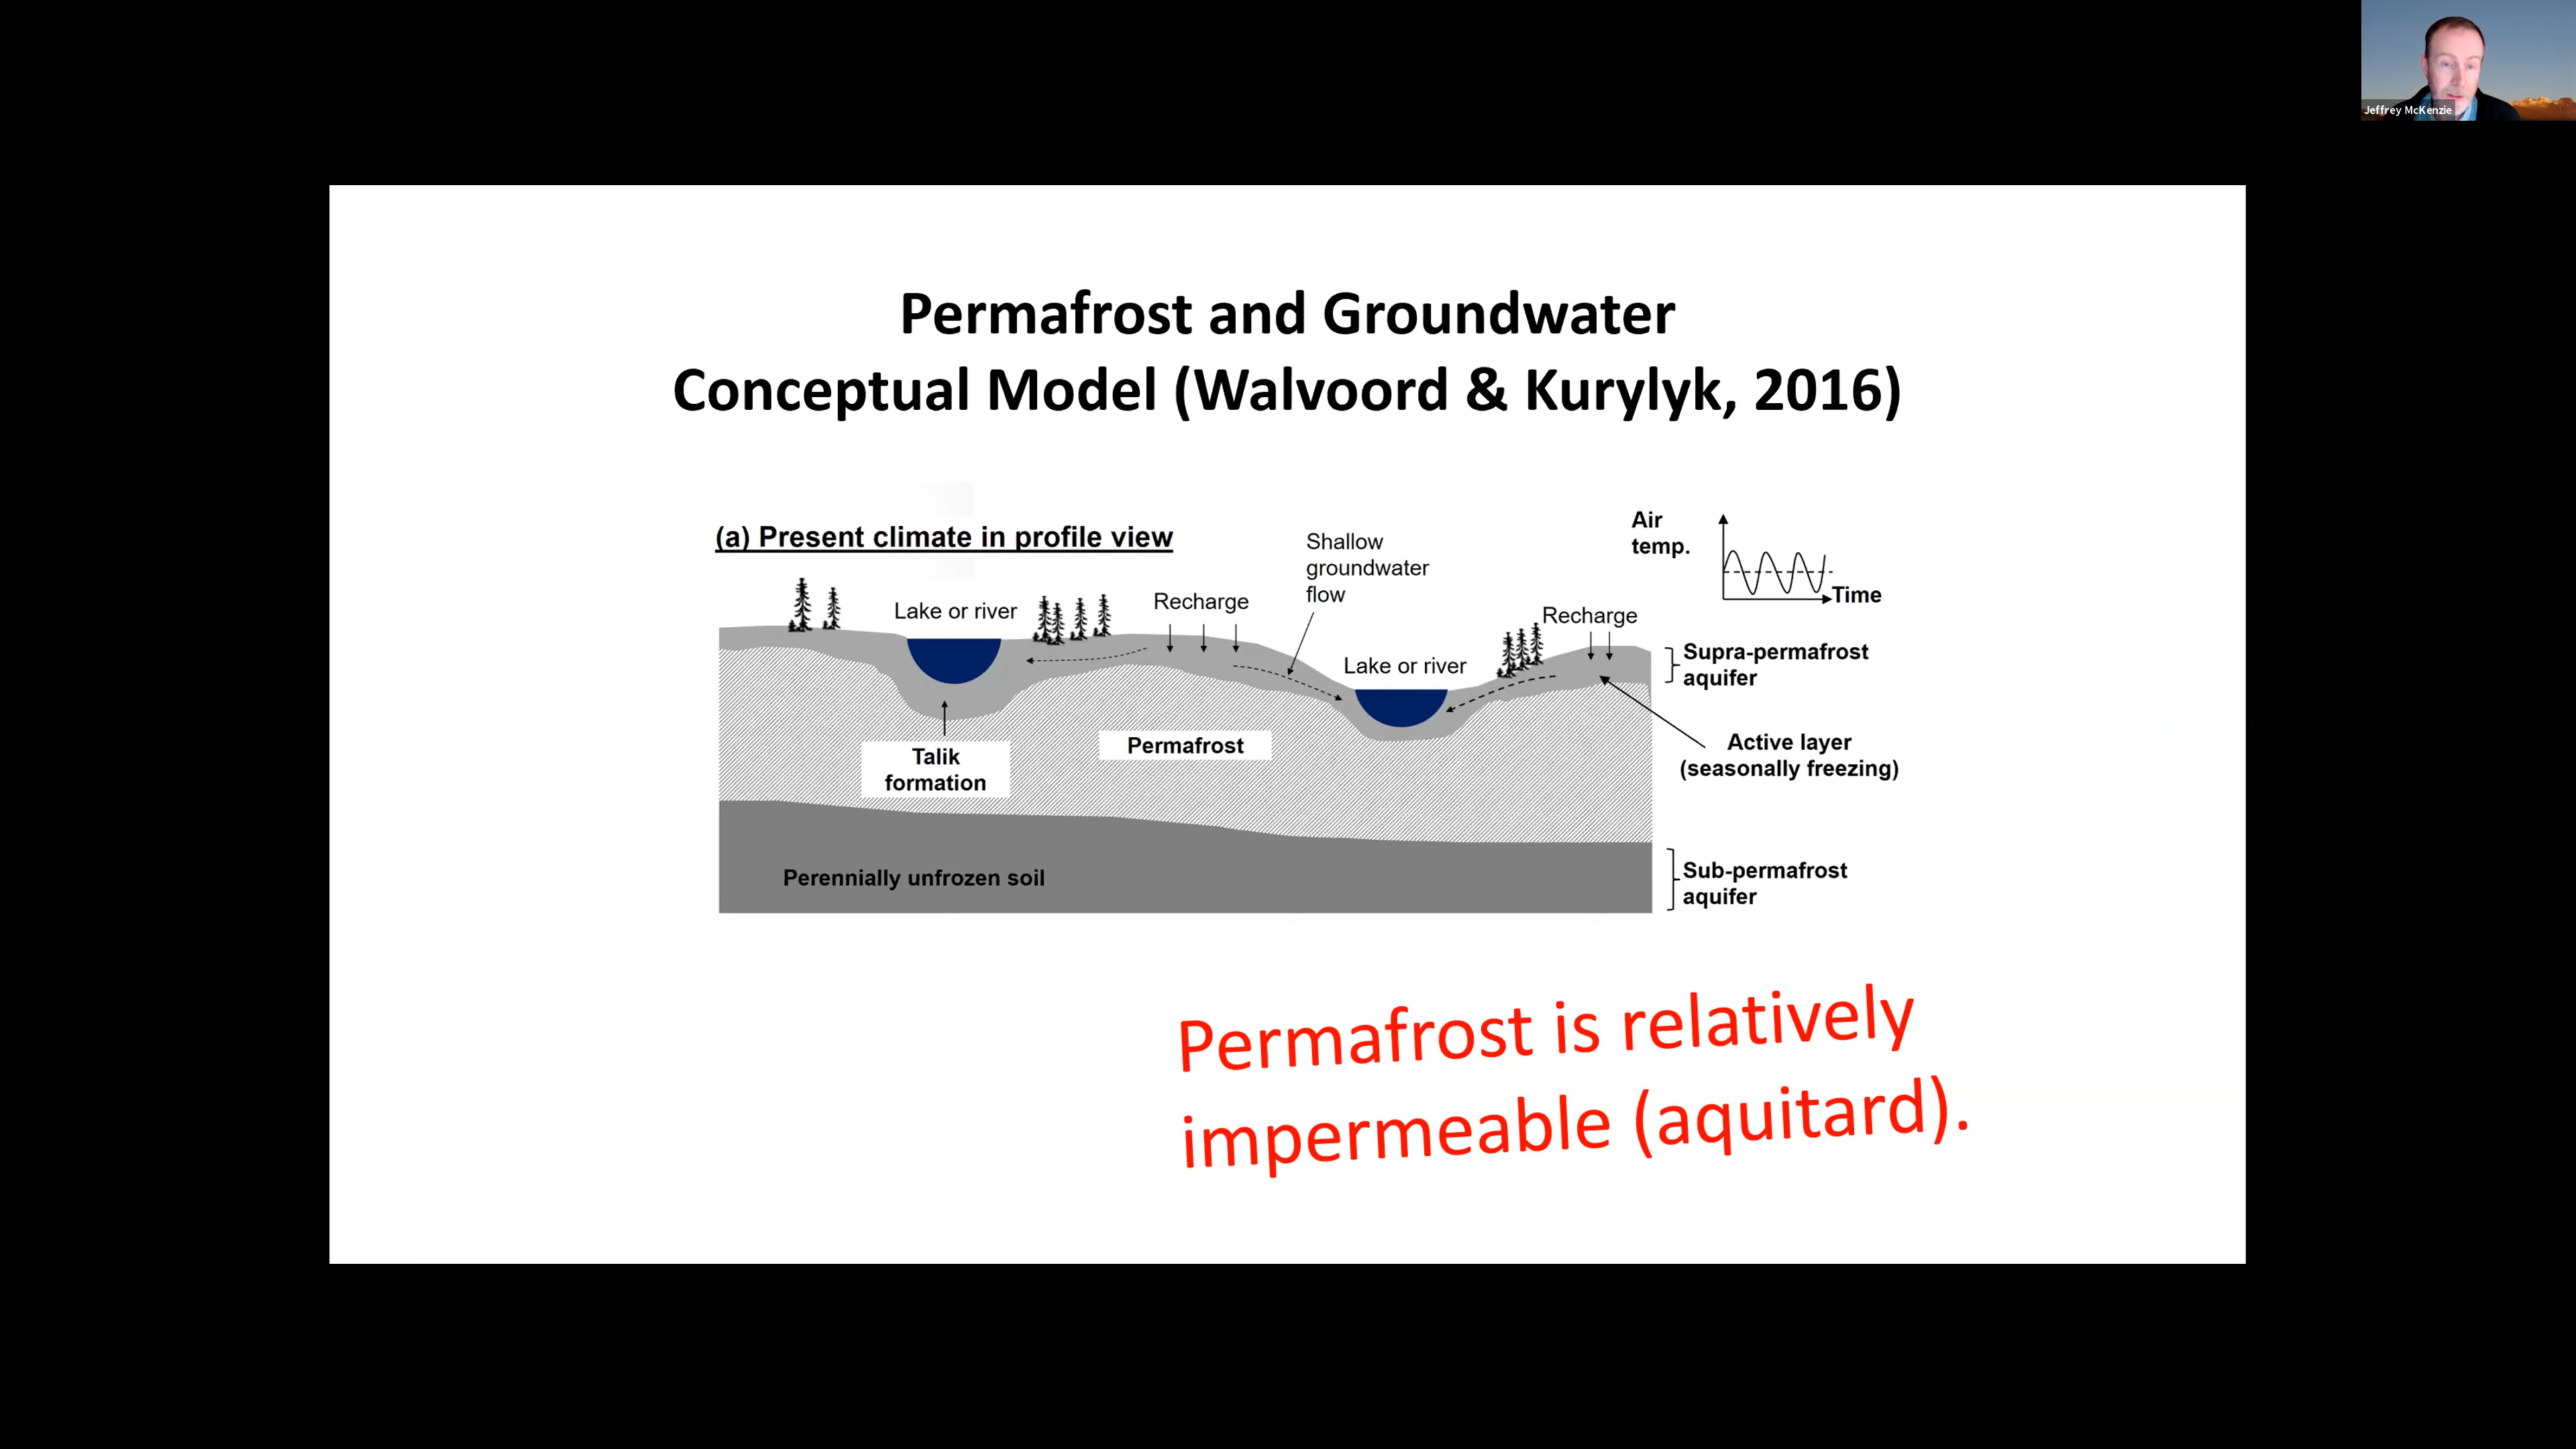 Jeffrey McKenzie
Permafrost and Groundwater
Conceptual Model (Walvoord & Kurylyk, 2016)
(a) Present climate in profile view
Shallow
groundwater
flow
Air
temp.
Time
Lake or river
Recharge
Recharge
Lake or river
Supra-permafrost
aquifer
Talik
formation
Permafrost
Active layer
(seasonally freezing)
Perennially unfrozen soil
Sub-permafrost
aquifer
Permafrost is relatively
impermeable (aquitard).